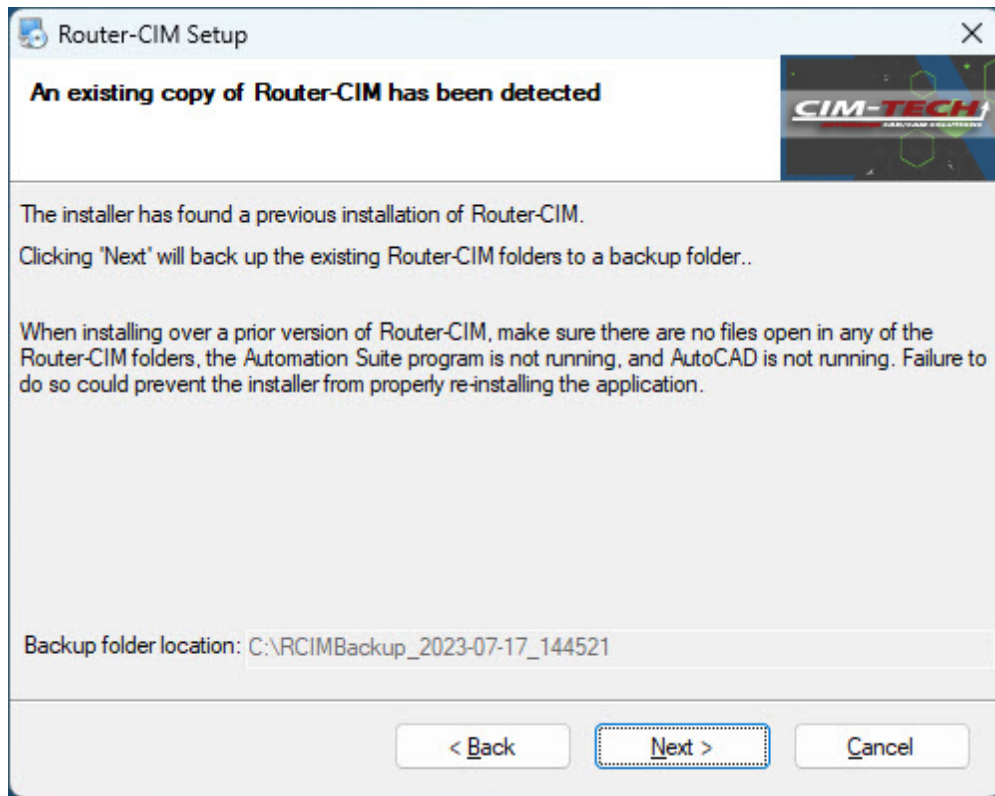 Router-CIM Setup
An existing copy of Router-CIM has been detected
CIM-TECH
The installer has found a previous installation of Router-CIM.
Clicking "Next" will back up the existing Router-CIM folders to a backup folder..
When installing over a prior version of Router-CIM, make sure there are no files open in any of the
Router-CIM folders, the Automation Suite program is not running, and AutoCAD is not running. Failure to
do so could prevent the installer from properly re-installing the application.
Backup folder location: C:\RCIMBackup_2023-07-17_144521
< Back
Next >
Cancel